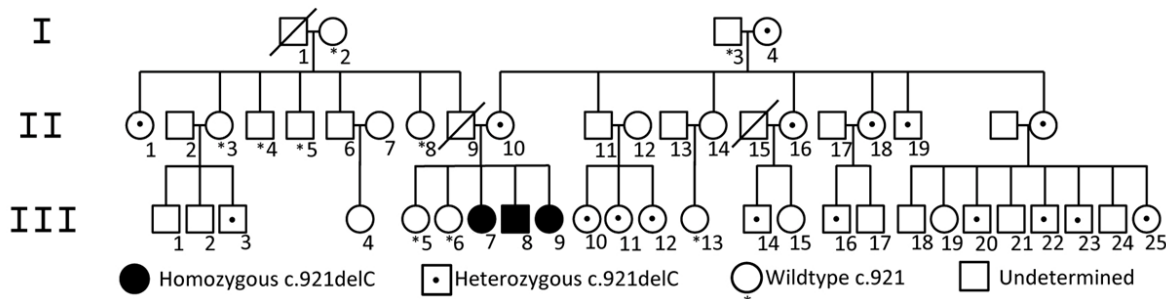 I
1 *2 *3 4
II
1 2 *3 *4 *5 6 7 *8 9 10 11 12 13 14 15 16 17 18 19
III
1 2 3 4 *5 *6 7 8 9 10 11 12 *13 14 15 16 17 18 19 20 21 22 23 24 25
Homozygous c.921delC Heterozygous c.921delC * Wildtype c.921 Undetermined